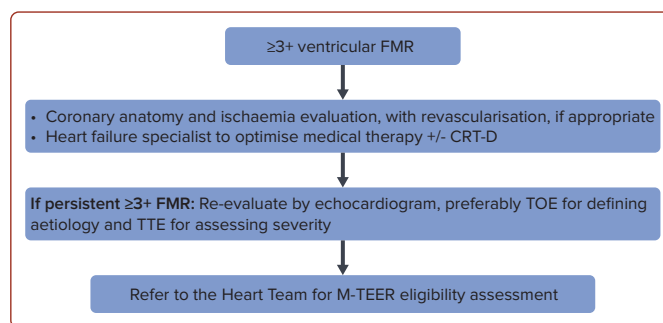 ≥3+ ventricular FMR
• Coronary anatomy and ischaemia evaluation, with revascularisation, if appropriate
• Heart failure specialist to optimise medical therapy +/- CRT-D
If persistent ≥3+ FMR: Re-evaluate by echocardiogram, preferably TOE for defining
aetiology and TTE for assessing severity
Refer to the Heart Team for M-TEER eligibility assessment